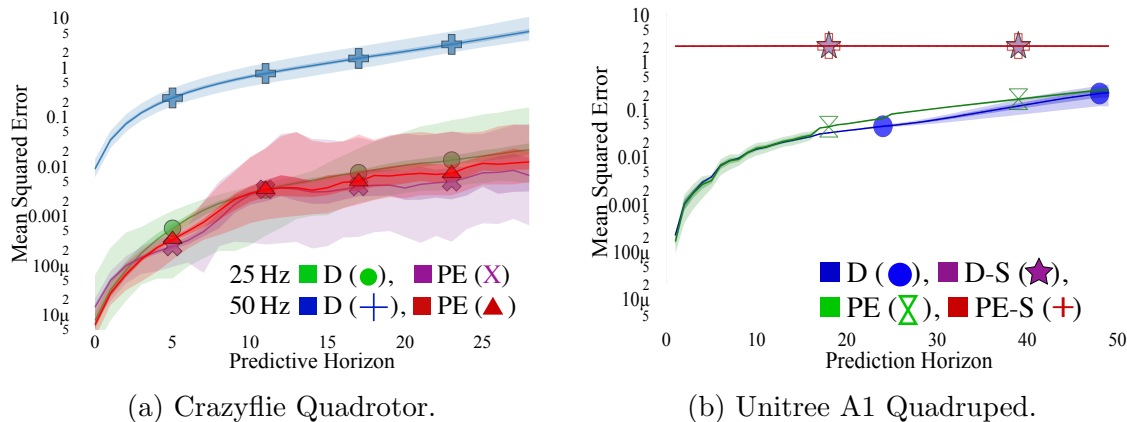 10
5
2
1
5
2
0.1
5
2
0.01
5
2
0.001
5
2
100μ
5
2
10μ
5
Mean Squared Error
25 Hz D ( ), PE (X)
50 Hz D ( ), PE ( )
0 5 10 15 20 25
Predictive Horizon
(a) Crazyflie Quadrotor.
10
5
2
1
5
2
0.1
5
2
0.01
5
2
0.001
5
2
100μ
5
2
10μ
5
Mean Squared Error
D ( ), D-S ( ),
PE ( ), PE-S (+)
0 10 20 30 40 50
Prediction Horizon
(b) Unitree A1 Quadruped.